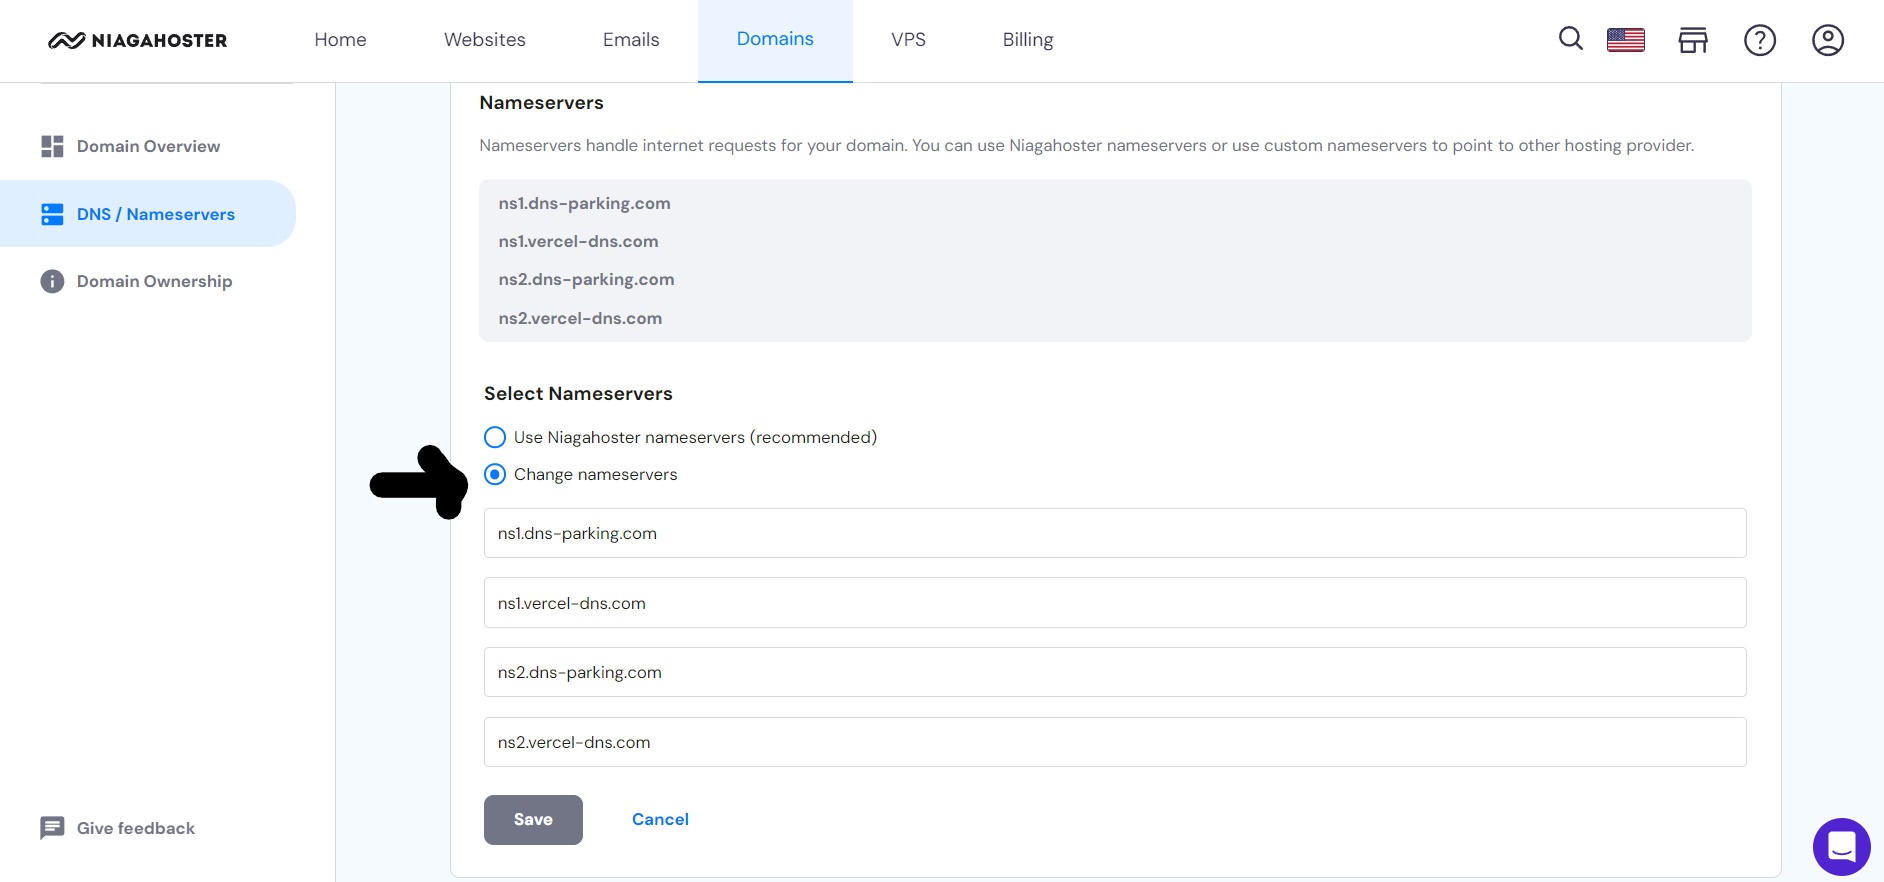 NIAGAHOSTER Home Websites Emails Domains VPS Billing
Domain Overview
DNS / Nameservers
Domain Ownership
Give feedback
Nameservers
Nameservers handle internet requests for your domain. You can use Niagahoster nameservers or use custom nameservers to point to other hosting provider.
ns1.dns-parking.com
ns1.vercel-dns.com
ns2.dns-parking.com
ns2.vercel-dns.com
Select Nameservers
Use Niagahoster nameservers (recommended)
Change nameservers
ns1.dns-parking.com
ns1.vercel-dns.com
ns2.dns-parking.com
ns2.vercel-dns.com
Save Cancel